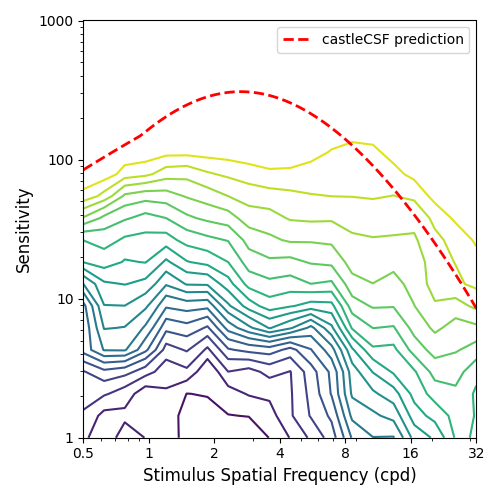 1000
castleCSF prediction
100
Sensitivity
10
1
0.5 1 2 4 8 16 32
Stimulus Spatial Frequency (cpd)